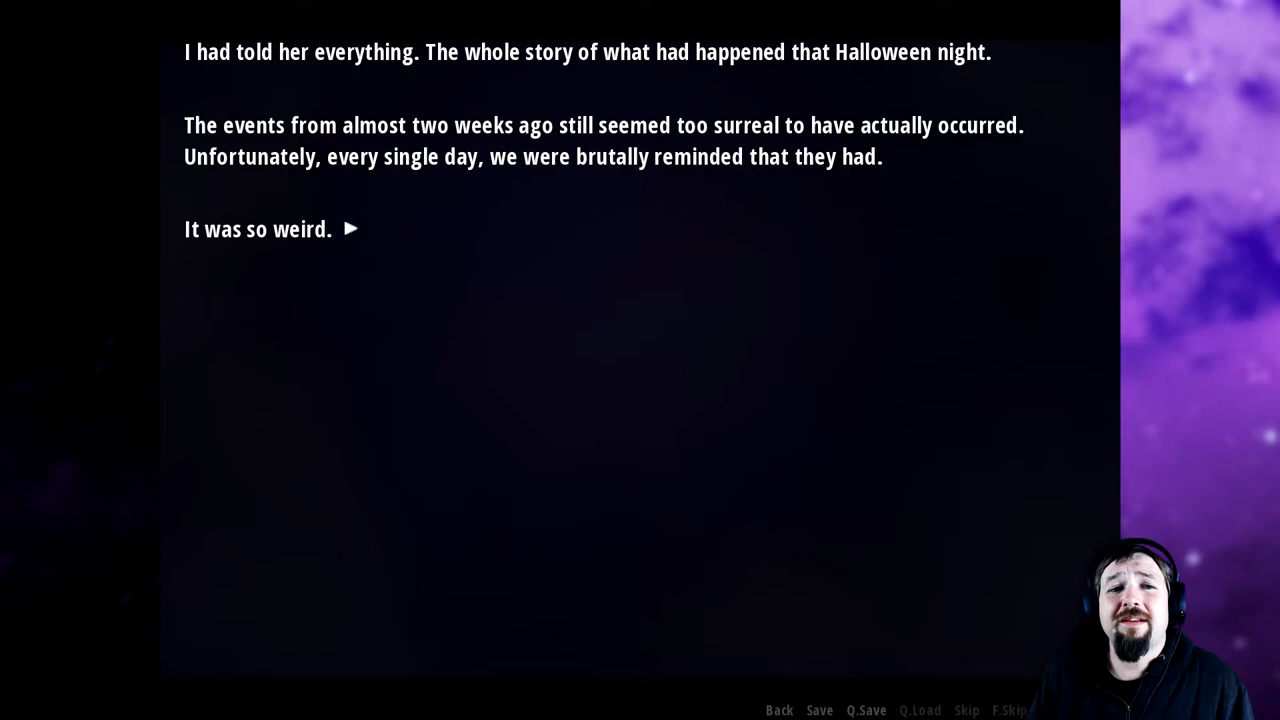 I had told her everything. The whole story of what had happened that Halloween night.
The events from almost two weeks ago still seemed too surreal to have actually occurred.
Unfortunately, every single day, we were brutally reminded that they had.
It was so weird.
Back Save Q.Save Q.Load Skip F.Skip